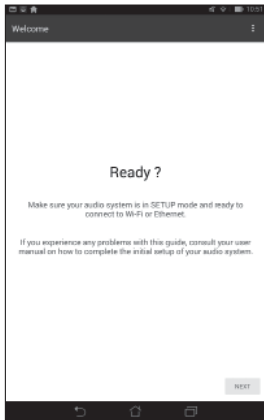 10:51
Welcome
Ready ?
Make sure your audio system is in SETUP mode and ready to
connect to Wi-Fi or Ethernet.
If you experience any problems with this guide, consult your user
manual on how to complete the initial setup of your audio system.
NEXT